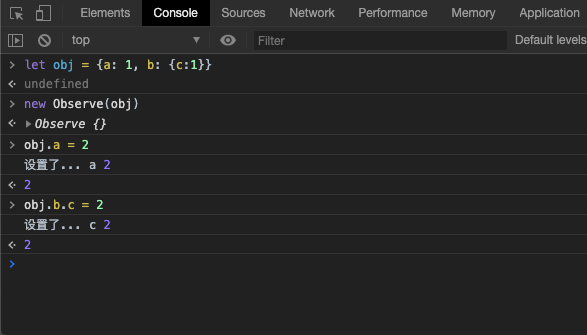 Elements Console Sources Network Performance Memory Application
top Filter Default levels
let obj = {a: 1, b: {c:1}}
undefined
new Observe(obj)
Observe {}
obj.a = 2
设置了... a 2
2
obj.b.c = 2
设置了... c 2
2